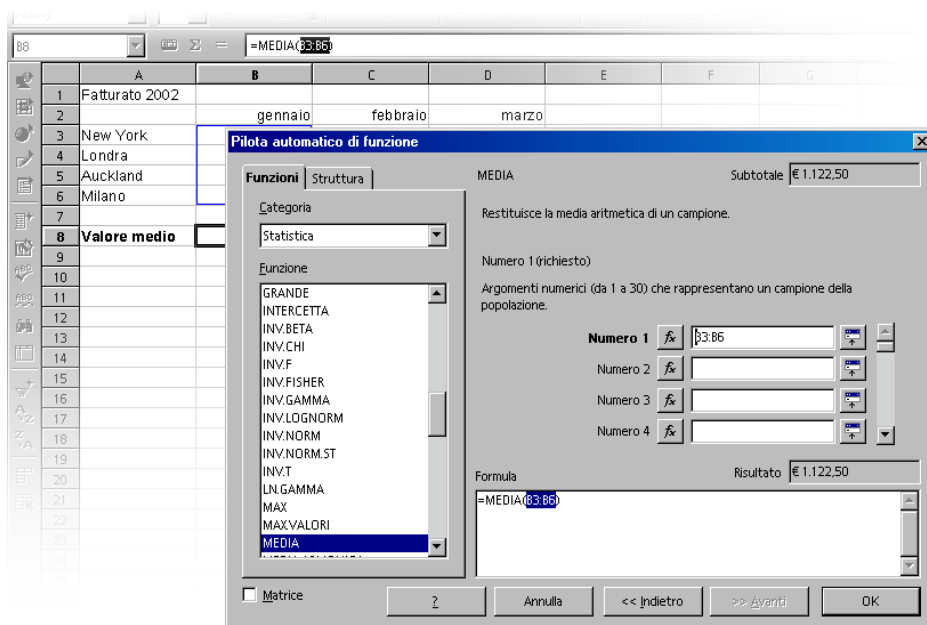 B8 Σ = =MEDIA(B3:B6)
A B C D E F G
1 Fatturato 2002
2 gennaio febbraio marzo
3 New York
4 Londra
5 Auckland
6 Milano
7
8 Valore medio
9
10
11
12
13
14
15
16
17
18
19
20
21
22
23
24
Pilota automatico di funzione
Funzioni Struttura
Categoria
Statistica
Funzione
GRANDE
INTERCETTA
INV.BETA
INV.CHI
INV.F
INV.FISHER
INV.GAMMA
INV.LOGNORM
INV.NORM
INV.NORM.ST
INV.T
LN.GAMMA
MAX
MAX.VALORI
MEDIA
Matrice
MEDIA Subtotale € 1.122,50
Restituisce la media aritmetica di un campione.
Numero 1 (richiesto)
Argomenti numerici (da 1 a 30) che rappresentano un campione della
popolazione.
Numero 1 fx B3:B6
Numero 2 fx
Numero 3 fx
Numero 4 fx
Formula Risultato € 1.122,50
=MEDIA(B3:B6)
? Annulla << Indietro >> Avanti OK